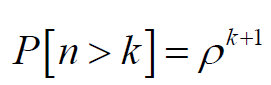 P[n > k] = ρ^{k+1}